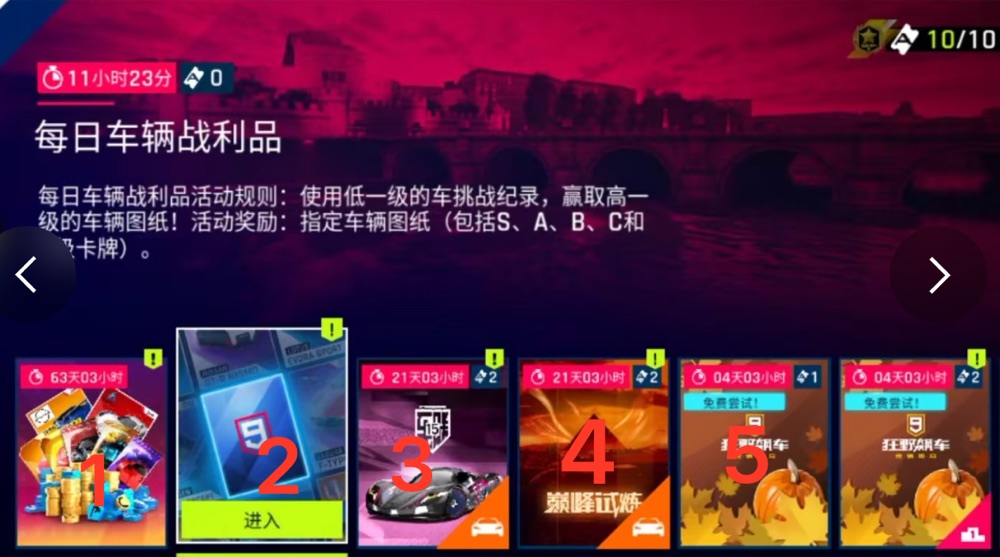 10/10
11小时23分 0
每日车辆战利品
每日车辆战利品活动规则：使用低一级的车挑战纪录，赢取高一
级的车辆图纸！活动奖励：指定车辆图纸（包括S、A、B、C和
级卡牌）。
63天03小时
1
9
2
进入
21天03小时 2
15
3
21天03小时 2
4
巅峰试炼
04天03小时 1
免费尝试！
9
狂野飙车
5
04天03小时 2
免费尝试！
9
狂野飙车